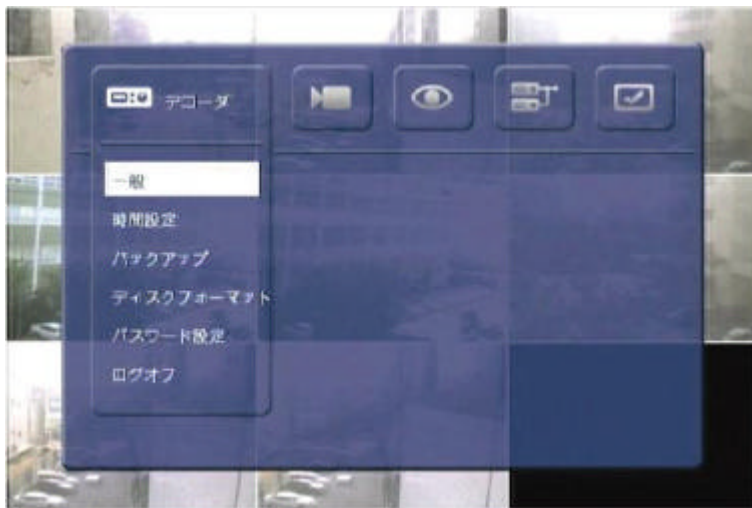 デコーダ
一般
時間設定
バックアップ
ディスクフォーマット
パスワード設定
ログオフ